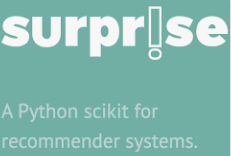 surpr!se
A Python scikit for
recommender systems.